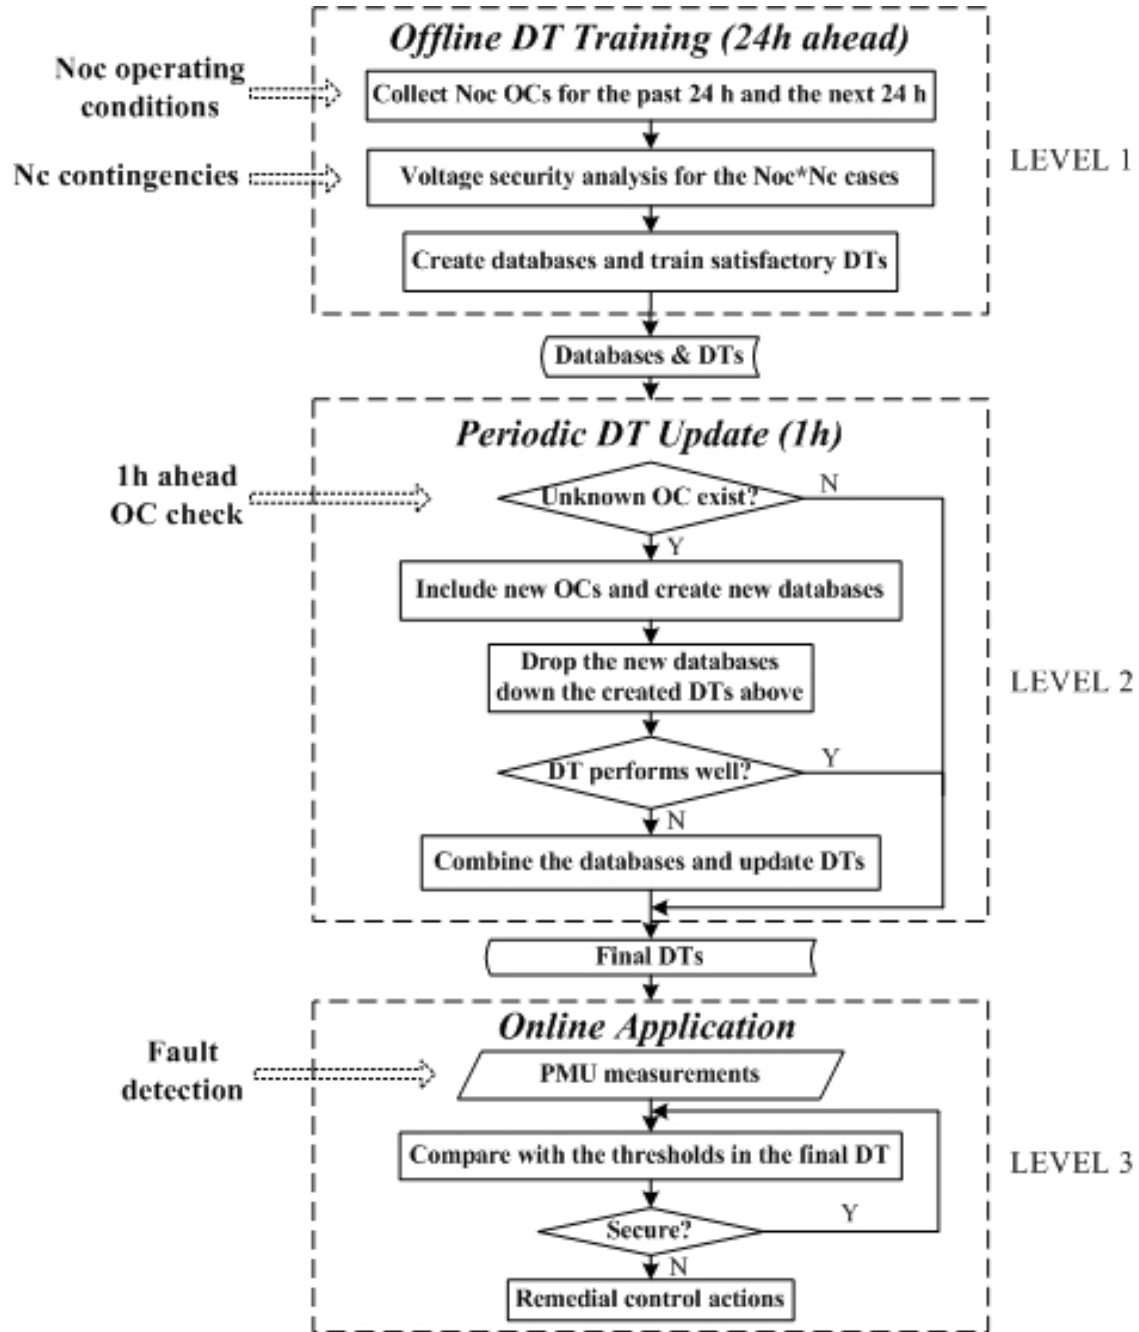 Offline DT Training (24h ahead)
Noc operating
conditions
Collect Noc OCs for the past 24 h and the next 24 h
LEVEL 1
Nc contingencies
Voltage security analysis for the Noc*Nc cases
Create databases and train satisfactory DTs
Databases & DTs
Periodic DT Update (1h)
1h ahead
OC check
Unknown OC exist?
N
Y
Include new OCs and create new databases
Drop the new databases
down the created DTs above
LEVEL 2
DT performs well?
Y
N
Combine the databases and update DTs
Final DTs
Online Application
Fault
detection
PMU measurements
Compare with the thresholds in the final DT
LEVEL 3
Secure?
Y
N
Remedial control actions